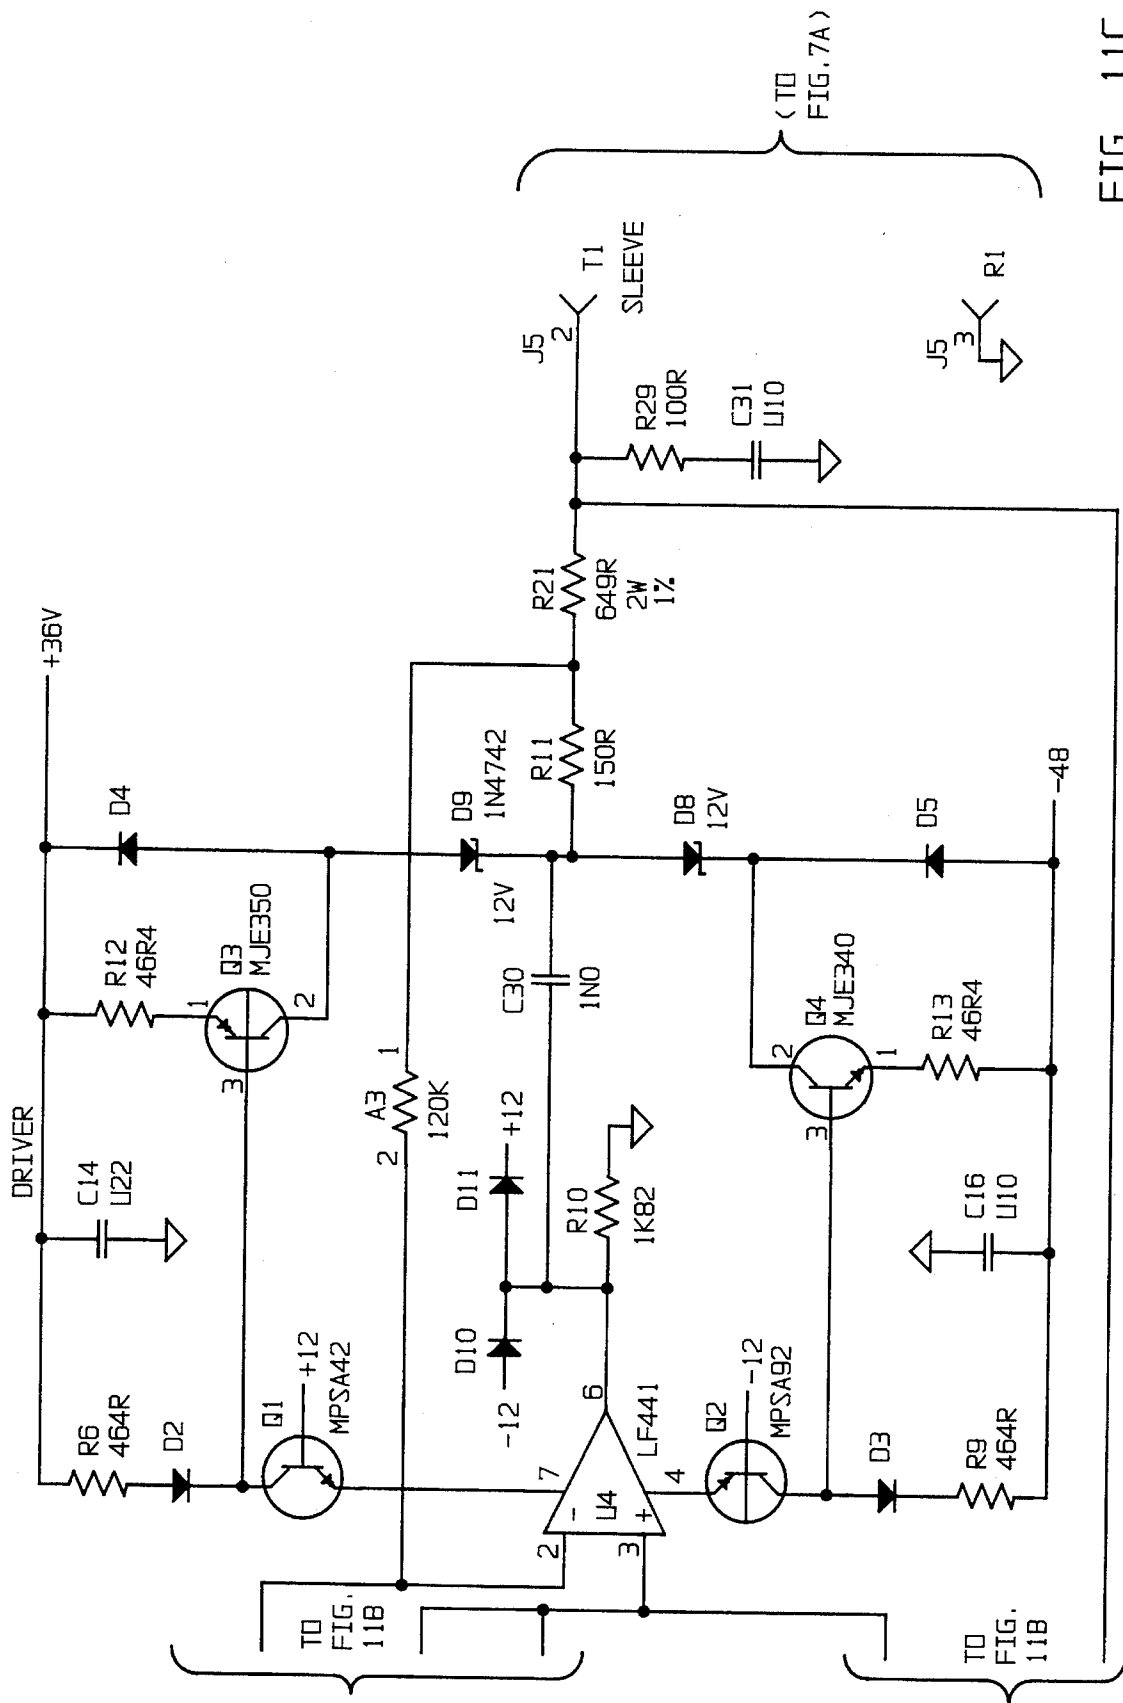 DRIVER
+36V
R6
464R
C14
U22
R12
46R4
D4
D2
Q3
MJE350
1
2
3
Q1
+12
MPSA42
A3
120K
2
1
D9
1N4742
12V
D10
-12
D11
+12
C30
1N0
R10
1K82
R11
150R
R21
649R
2W
1%
J5
2
T1
SLEEVE
R29
100R
C31
U10
J5
3
R1
(TO
FIG.7A)
TO
FIG.
11B
2
3
-
+
U4
7
4
6
LF441
Q2
-12
MPSA92
D8
12V
Q4
MJE340
2
1
3
D3
R9
464R
C16
U10
R13
46R4
D5
-48
TO
FIG.
11B
FIG. 11C